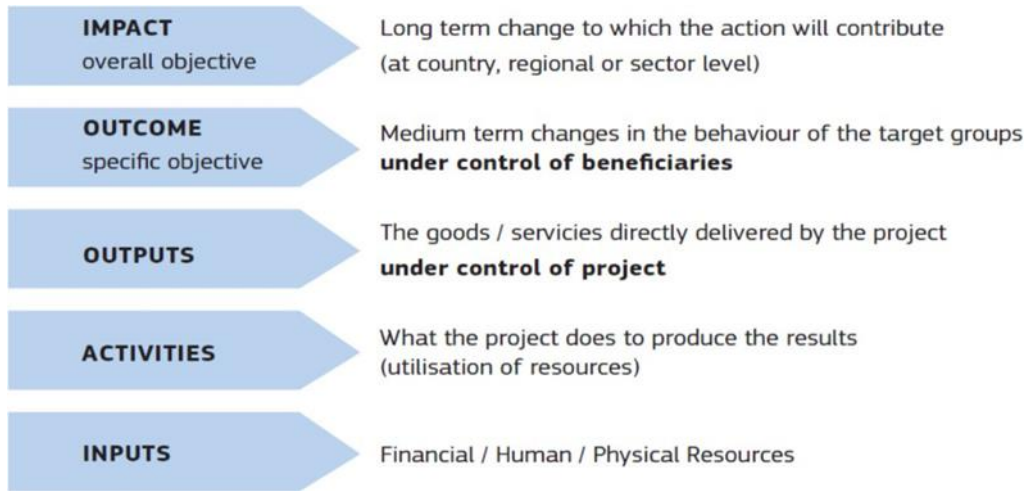 IMPACT
overall objective
Long term change to which the action will contribute
(at country, regional or sector level)
OUTCOME
specific objective
Medium term changes in the behaviour of the target groups
under control of beneficiaries
OUTPUTS
The goods / servicies directly delivered by the project
under control of project
ACTIVITIES
What the project does to produce the results
(utilisation of resources)
INPUTS
Financial / Human / Physical Resources